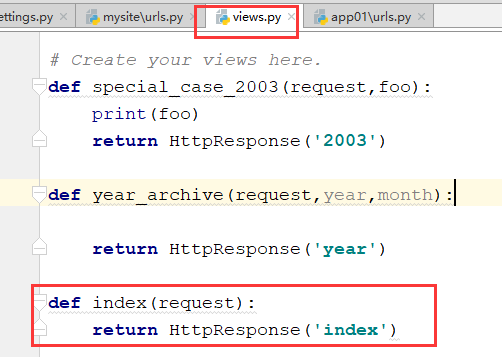 ettings.py × mysite\urls.py × views.py × app01\urls.py ×
# Create your views here.
def special_case_2003(request,foo):
    print(foo)
    return HttpResponse('2003')
def year_archive(request,year,month):
    return HttpResponse('year')
def index(request):
    return HttpResponse('index')